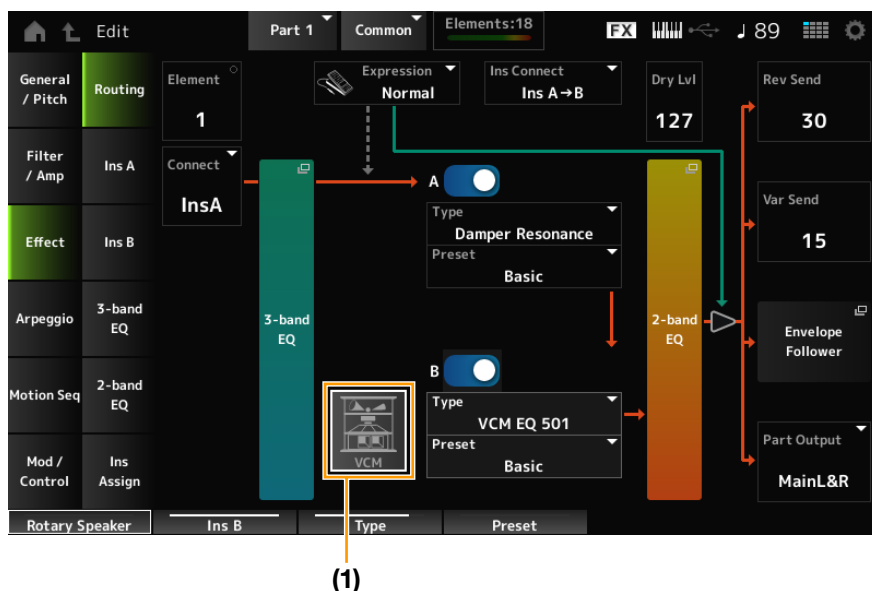 Edit
Part 1
Common
Elements:18
FX
♩ 89
General
/ Pitch
Routing
Filter
/ Amp
Ins A
Effect
Ins B
Arpeggio
3-band
EQ
Motion Seq
2-band
EQ
Mod /
Control
Ins
Assign
Element
1
Connect
InsA
Expression
Normal
Ins Connect
Ins A→B
Dry Lvl
127
Rev Send
30
Var Send
15
3-band
EQ
A
Type
Damper Resonance
Preset
Basic
2-band
EQ
Envelope
Follower
B
Type
VCM EQ 501
Preset
Basic
VCM
Part Output
MainL&R
Rotary Speaker
Ins B
Type
Preset
(1)